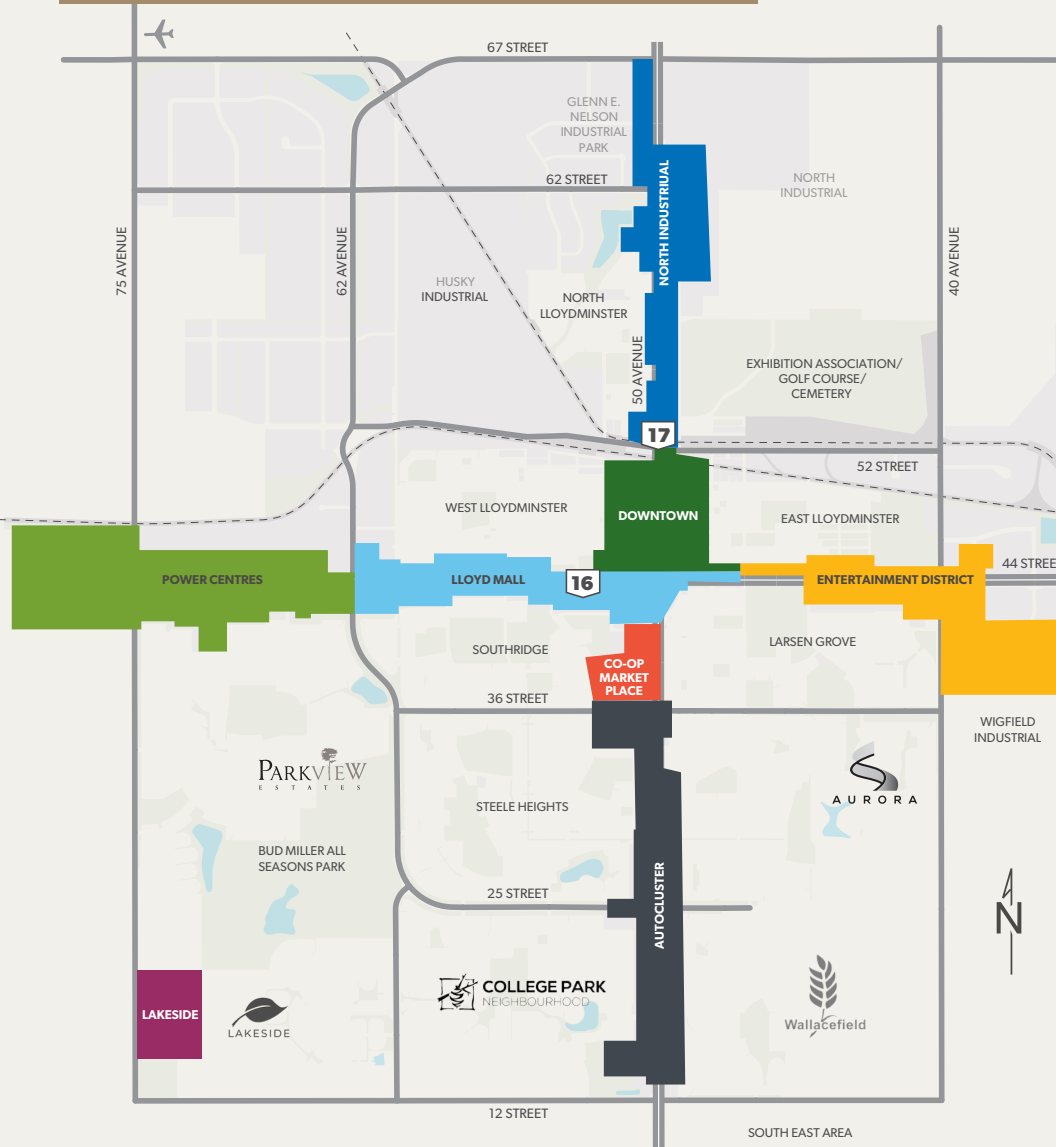 67 STREET
GLENN E.
NELSON
INDUSTRIAL
PARK
62 STREET
NORTH
INDUSTRIAL
NORTH INDUSTRIUAL
75 AVENUE
62 AVENUE
40 AVENUE
HUSKY
INDUSTRIAL
NORTH
LLOYDMINSTER
50 AVENUE
EXHIBITION ASSOCIATION/
GOLF COURSE/
CEMETERY
17
52 STREET
WEST LLOYDMINSTER
DOWNTOWN
EAST LLOYDMINSTER
44 STREE
POWER CENTRES
LLOYD MALL
16
ENTERTAINMENT DISTRICT
SOUTHRIDGE
LARSEN GROVE
CO-OP
MARKET
PLACE
36 STREET
WIGFIELD
INDUSTRIAL
PARKVIEW
ESTATES
AURORA
STEELE HEIGHTS
BUD MILLER ALL
SEASONS PARK
25 STREET
AUTOCLUSTER
N
COLLEGE PARK
NEIGHBOURHOOD
LAKESIDE
LAKESIDE
Wallacefield
12 STREET
SOUTH EAST AREA